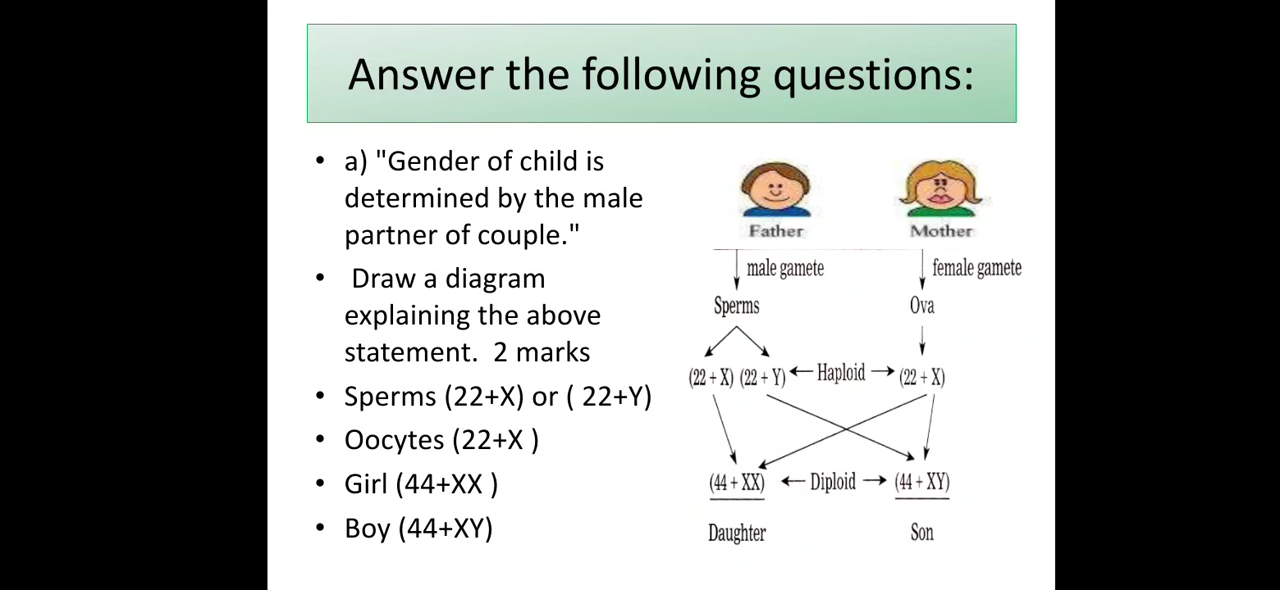 Answer the following questions:
• a) "Gender of child is
determined by the male
partner of couple."
• Draw a diagram
explaining the above
statement. 2 marks
• Sperms (22+X) or ( 22+Y)
• Oocytes (22+X )
• Girl (44+XX )
• Boy (44+XY)
Father Mother
male gamete female gamete
Sperms Ova
(22 + X) (22 + Y) ← Haploid → (22 + X)
(44 + XX) ← Diploid → (44 + XY)
Daughter Son